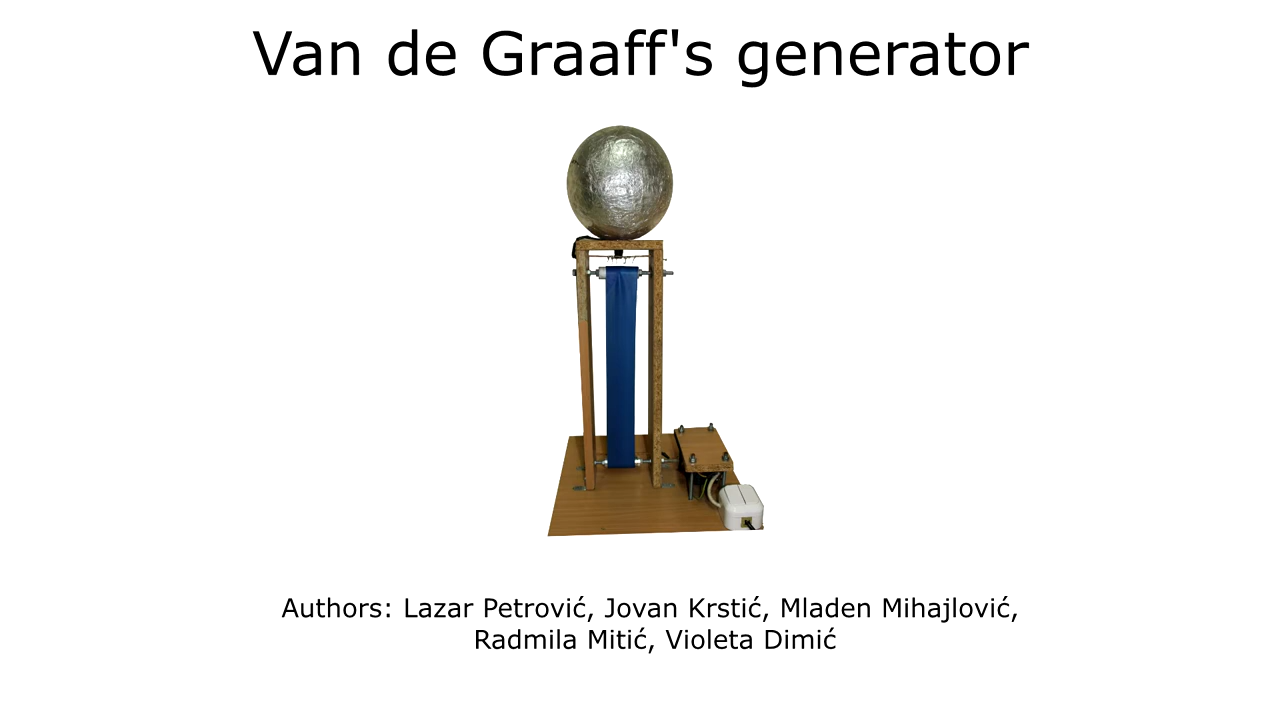 Van de Graaff's generator
Authors: Lazar Petrović, Jovan Krstić, Mladen Mihajlović,
Radmila Mitić, Violeta Dimić